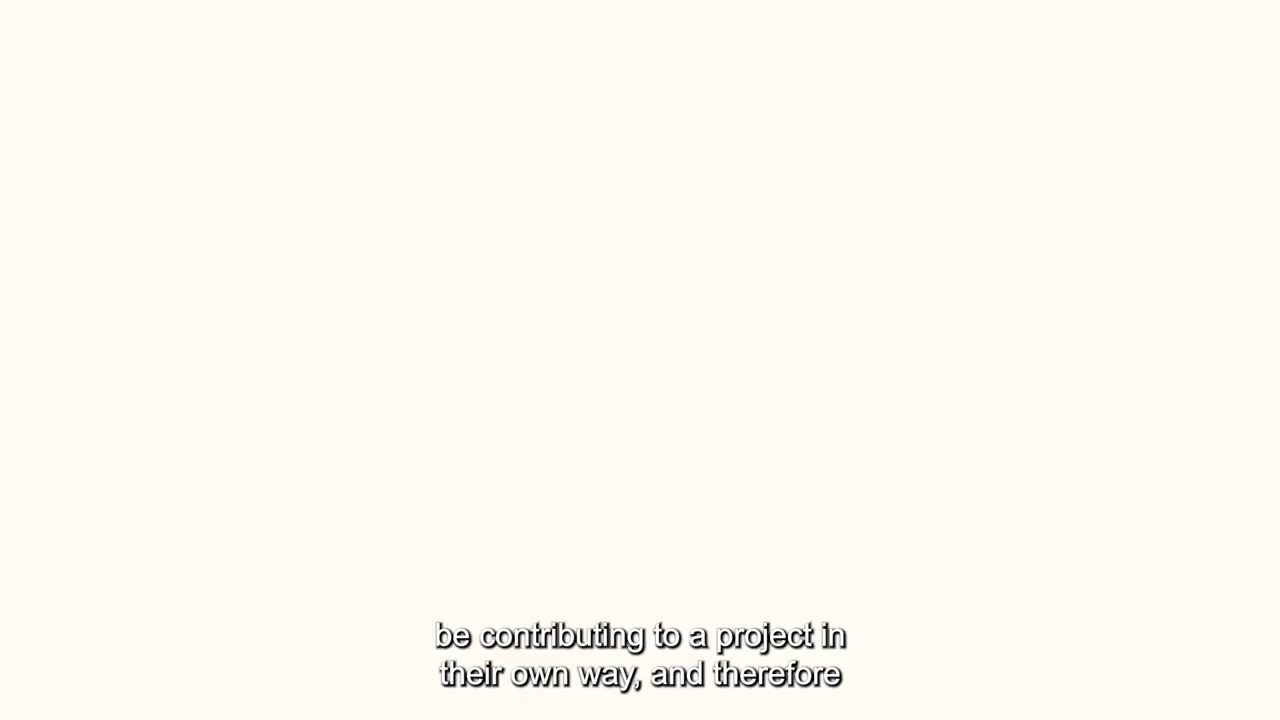 be contributing to a project in
their own way, and therefore